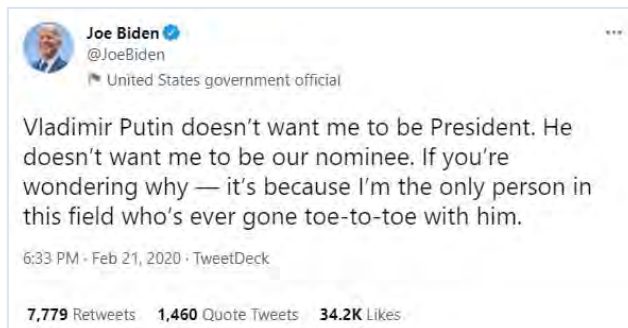 Joe Biden
@JoeBiden
United States government official
Vladimir Putin doesn’t want me to be President. He
doesn’t want me to be our nominee. If you’re
wondering why — it’s because I’m the only person in
this field who’s ever gone toe-to-toe with him.
6:33 PM · Feb 21, 2020 · TweetDeck
7,779 Retweets 1,460 Quote Tweets 34.2K Likes